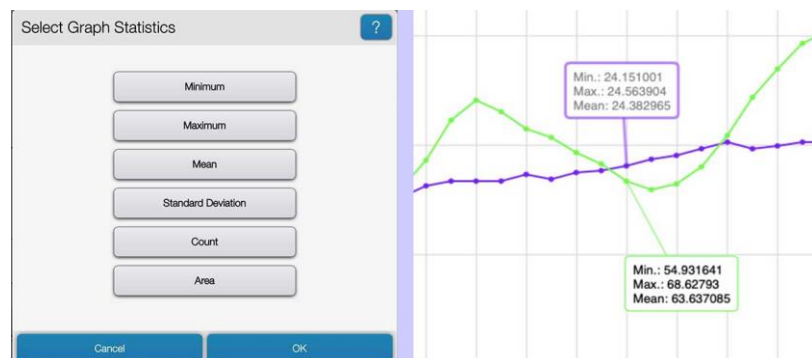 Select Graph Statistics
?
Minimum
Maximum
Mean
Standard Deviation
Count
Area
Cancel
OK
Min.: 24.151001
Max.: 24.563904
Mean: 24.382965
Min.: 54.931641
Max.: 68.62793
Mean: 63.637085